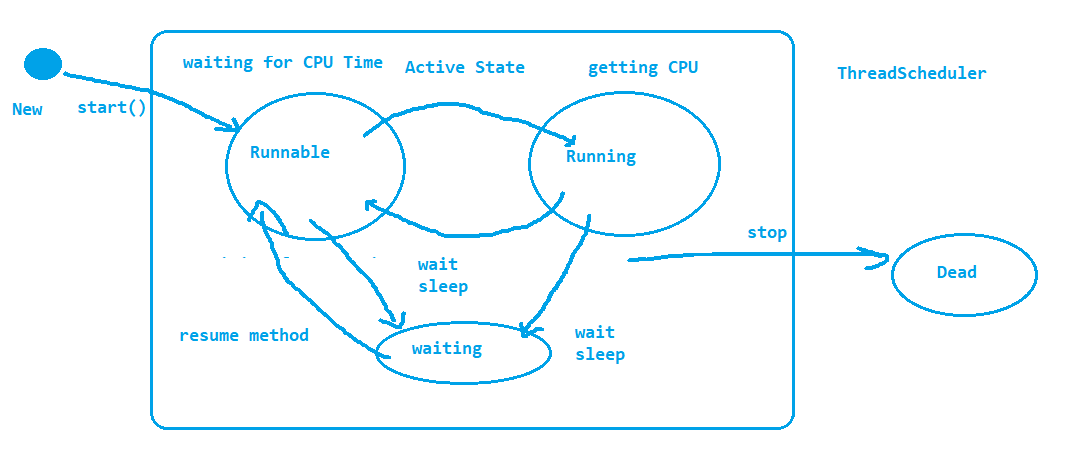 waiting for CPU Time
Active State
getting CPU
ThreadScheduler
New
start()
Runnable
Running
stop
wait
sleep
Dead
resume method
waiting
wait
sleep